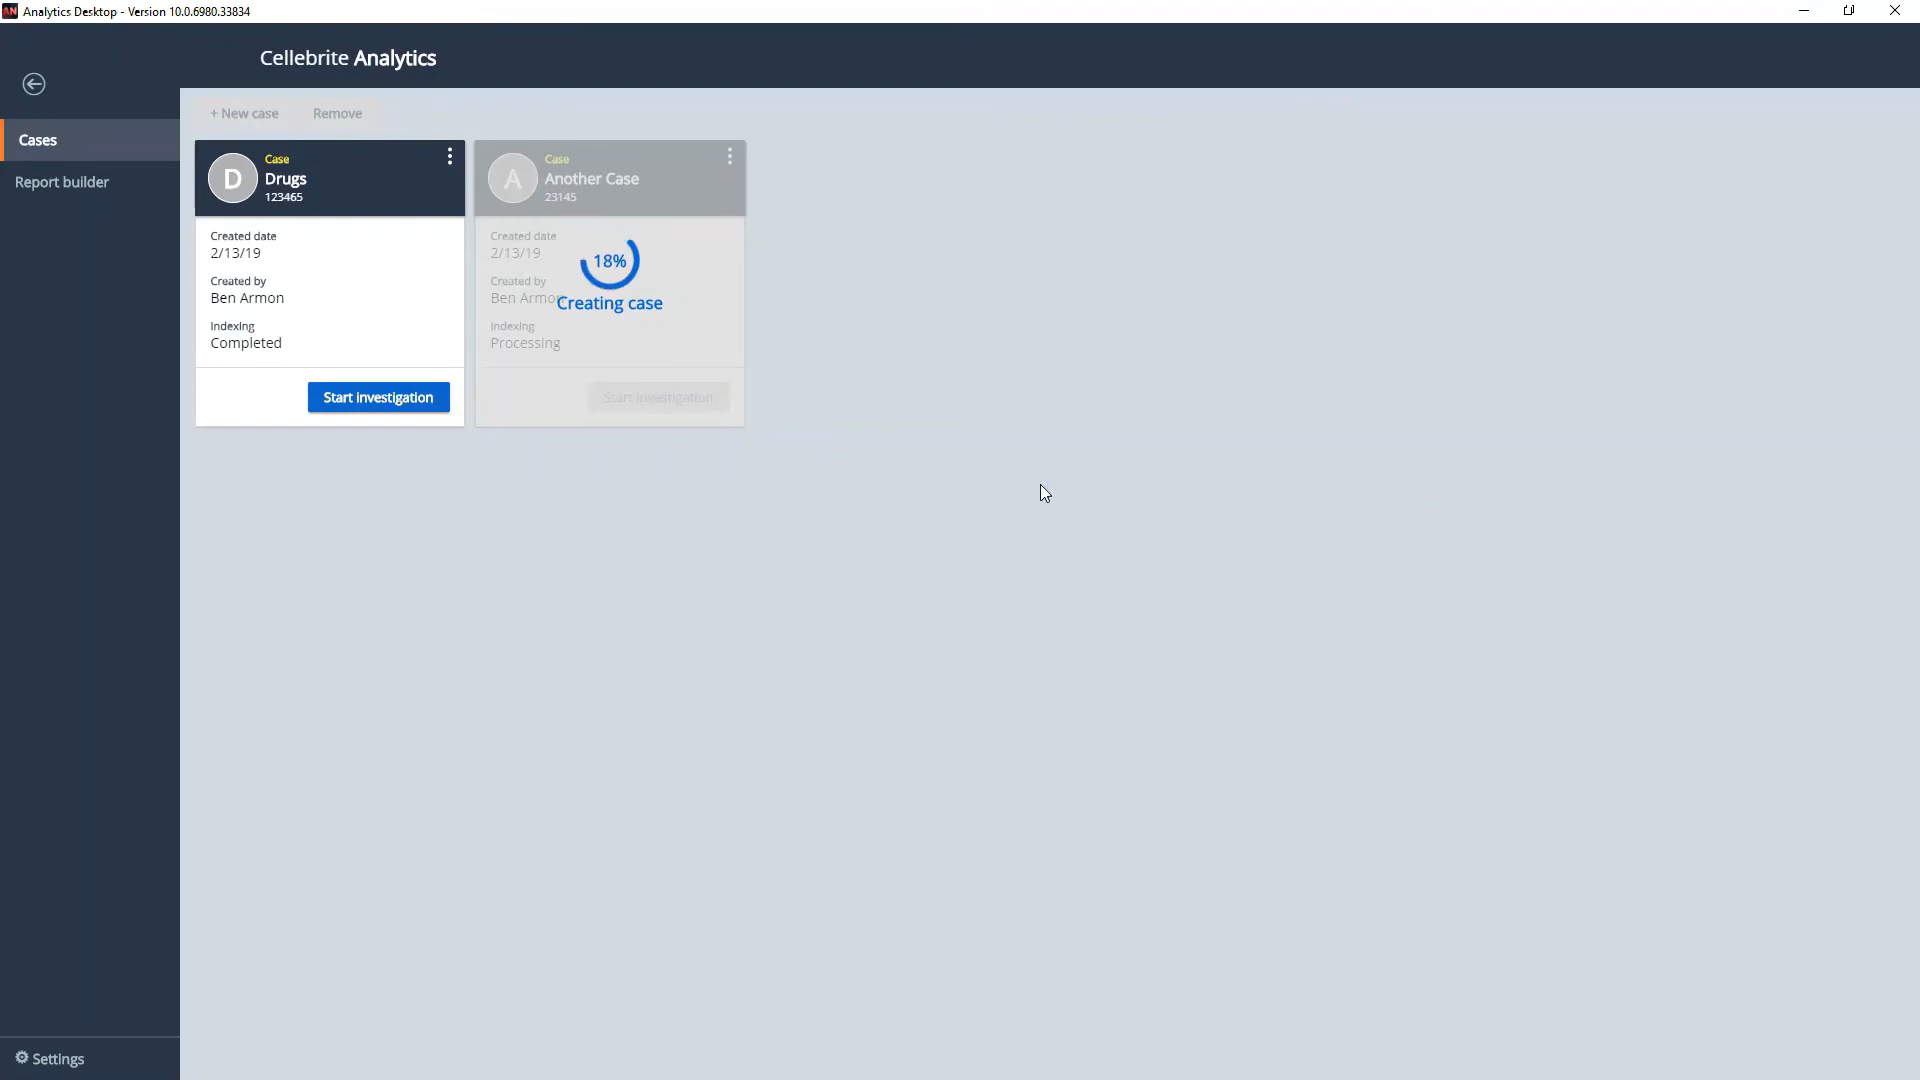 Analytics Desktop - Version 10.0.6980.33834
Cellebrite Analytics
Cases
Report builder
+ New case
Remove
D
Case
Drugs
123465
Created date
2/13/19
Created by
Ben Armon
Indexing
Completed
Start investigation
A
Case
Another Case
23145
Created date
2/13/19
Created by
Ben Armon
Indexing
Processing
18%
Creating case
Start investigation
Settings